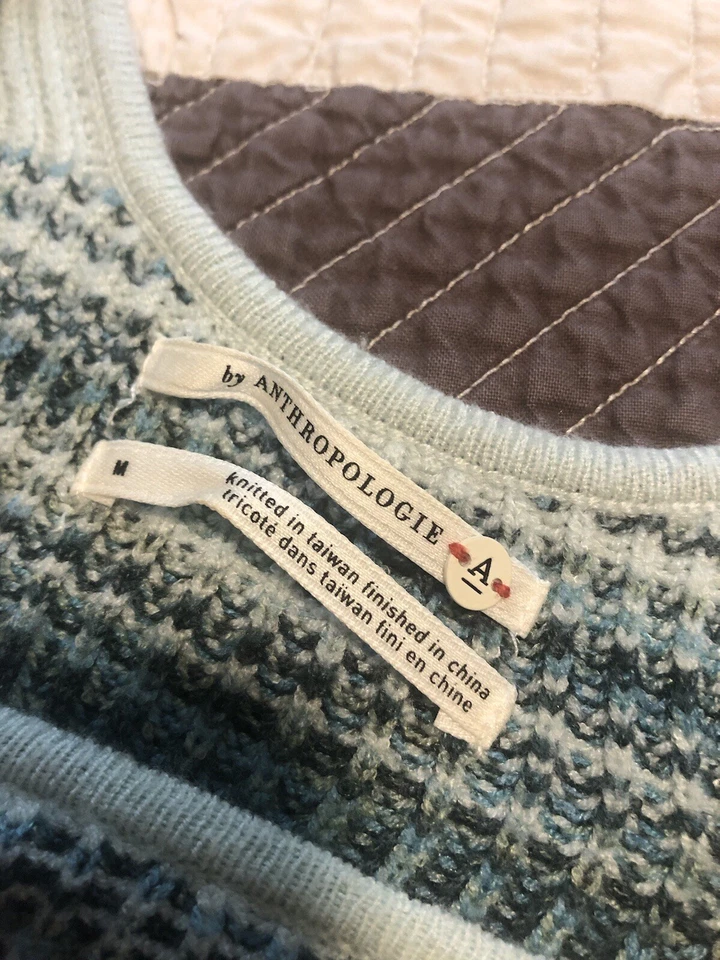 by ANTHROPOLOGIE
A
M
knitted in taiwan finished in china
tricoté dans taïwan fini en chine